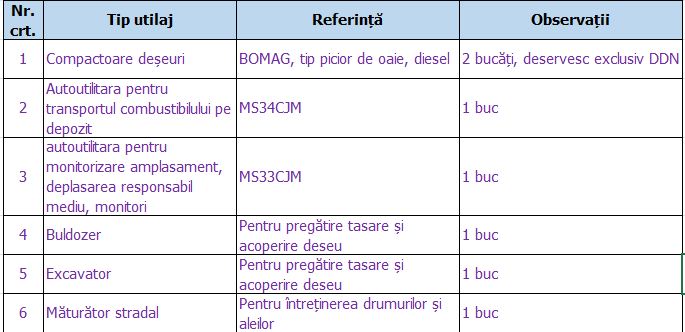 Nr. crt. Tip utilaj Referință Observații
1 Compactoare deșeuri BOMAG, tip picior de oaie, diesel 2 bucăți, deservesc exclusiv DDN
2 Autoutilitara pentru
transportul combustibilului pe
depozit MS34CJM 1 buc
3 autoutilitara pentru
monitorizare amplasament,
deplasarea responsabil
mediu, monitori MS33CJM 1 buc
4 Buldozer Pentru pregătire tasare și
acoperire deseu 1 buc
5 Excavator Pentru pregătire tasare și
acoperire deseu 1 buc
6 Măturător stradal Pentru întreținerea drumurilor și
aleilor 1 buc